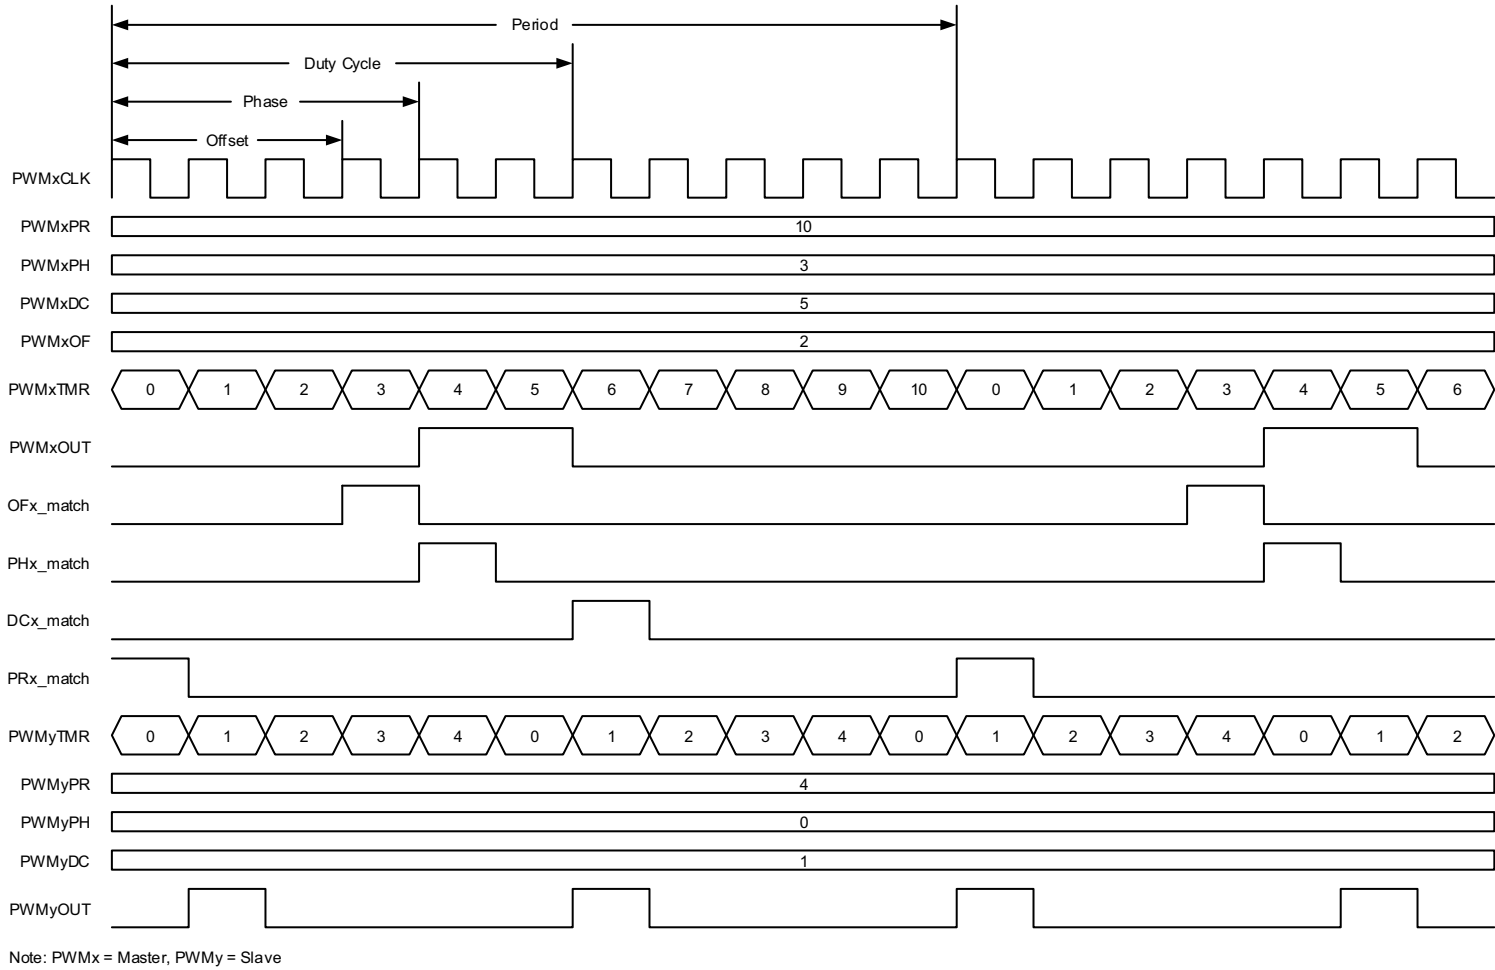 Period
Duty Cycle
Phase
Offset
PWMxCLK
PWMxPR 10
PWMxPH 3
PWMxDC 5
PWMxOF 2
PWMxTMR 0 1 2 3 4 5 6 7 8 9 10 0 1 2 3 4 5 6
PWMxOUT
OFx_match
PHx_match
DCx_match
PRx_match
PWMyTMR 0 1 2 3 4 0 1 2 3 4 0 1 2 3 4 0 1 2
PWMyPR 4
PWMyPH 0
PWMyDC 1
PWMyOUT
Note: PWMx = Master, PWMy = Slave